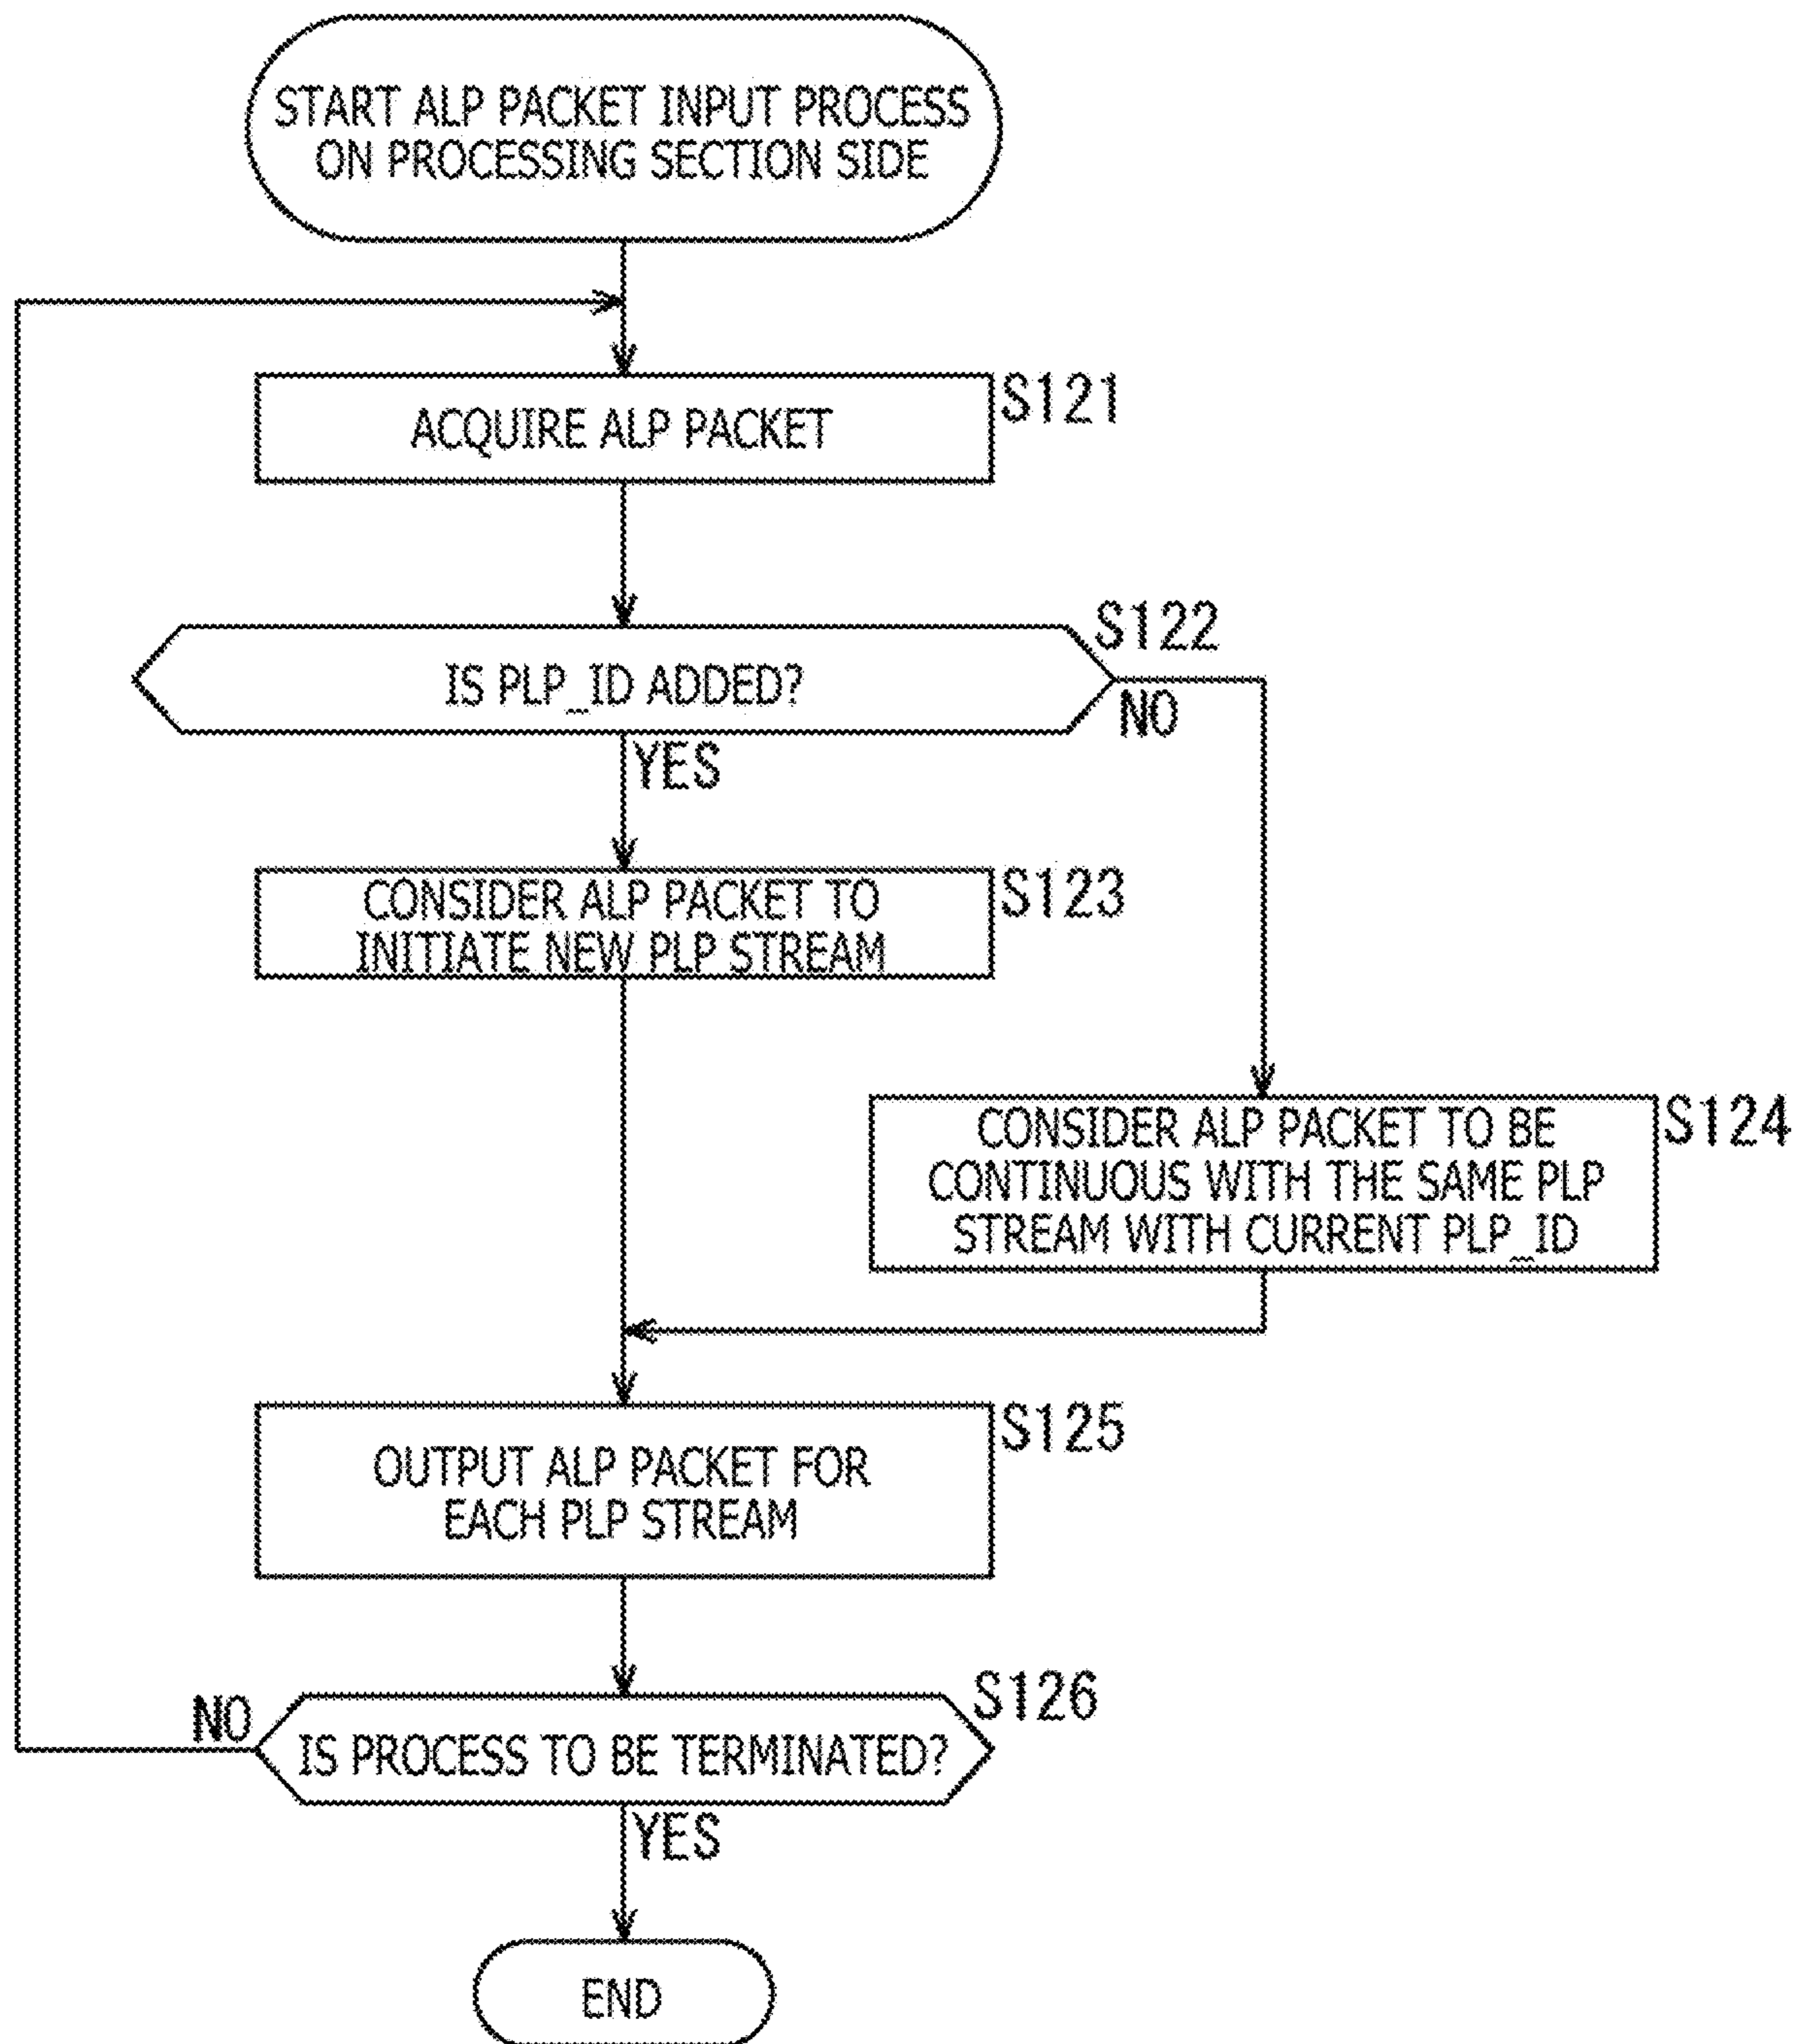 START ALP PACKET INPUT PROCESS
ON PROCESSING SECTION SIDE
S121
ACQUIRE ALP PACKET
S122
IS PLP_ID ADDED?
NO
YES
S123
CONSIDER ALP PACKET TO
INITIATE NEW PLP STREAM
S124
CONSIDER ALP PACKET TO BE
CONTINUOUS WITH THE SAME PLP
STREAM WITH CURRENT PLP_ID
S125
OUTPUT ALP PACKET FOR
EACH PLP STREAM
S126
NO
IS PROCESS TO BE TERMINATED?
YES
END